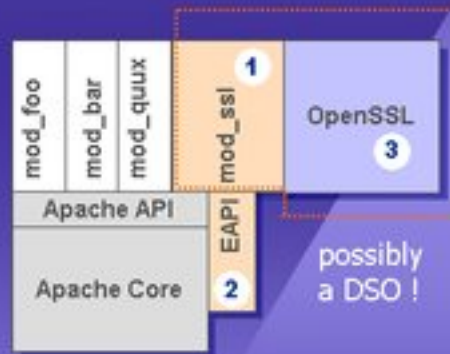 mod_foo
mod_bar
mod_quux
mod_ssl
1
OpenSSL
3
Apache API
EAPI
2
Apache Core
possibly
a DSO !